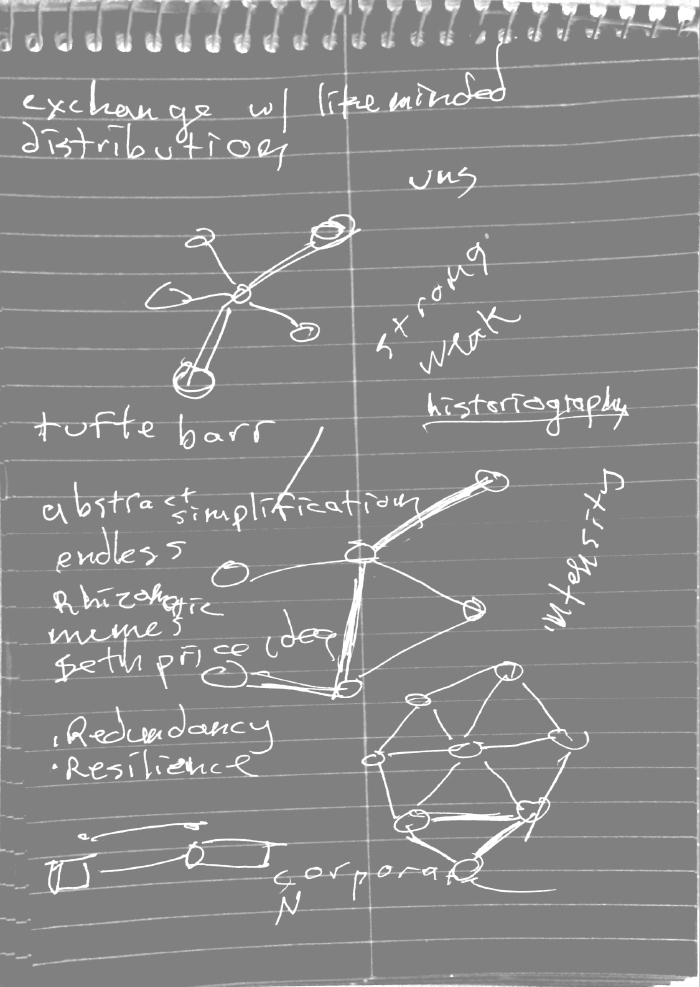 exchange w/ likeminded
distribution
strong
weak
historiography
tufte barr
abstract simplification
endless
Rhizomatic
memes
seth price idea
intensity
.Redundancy
.Resilience
corporate
N